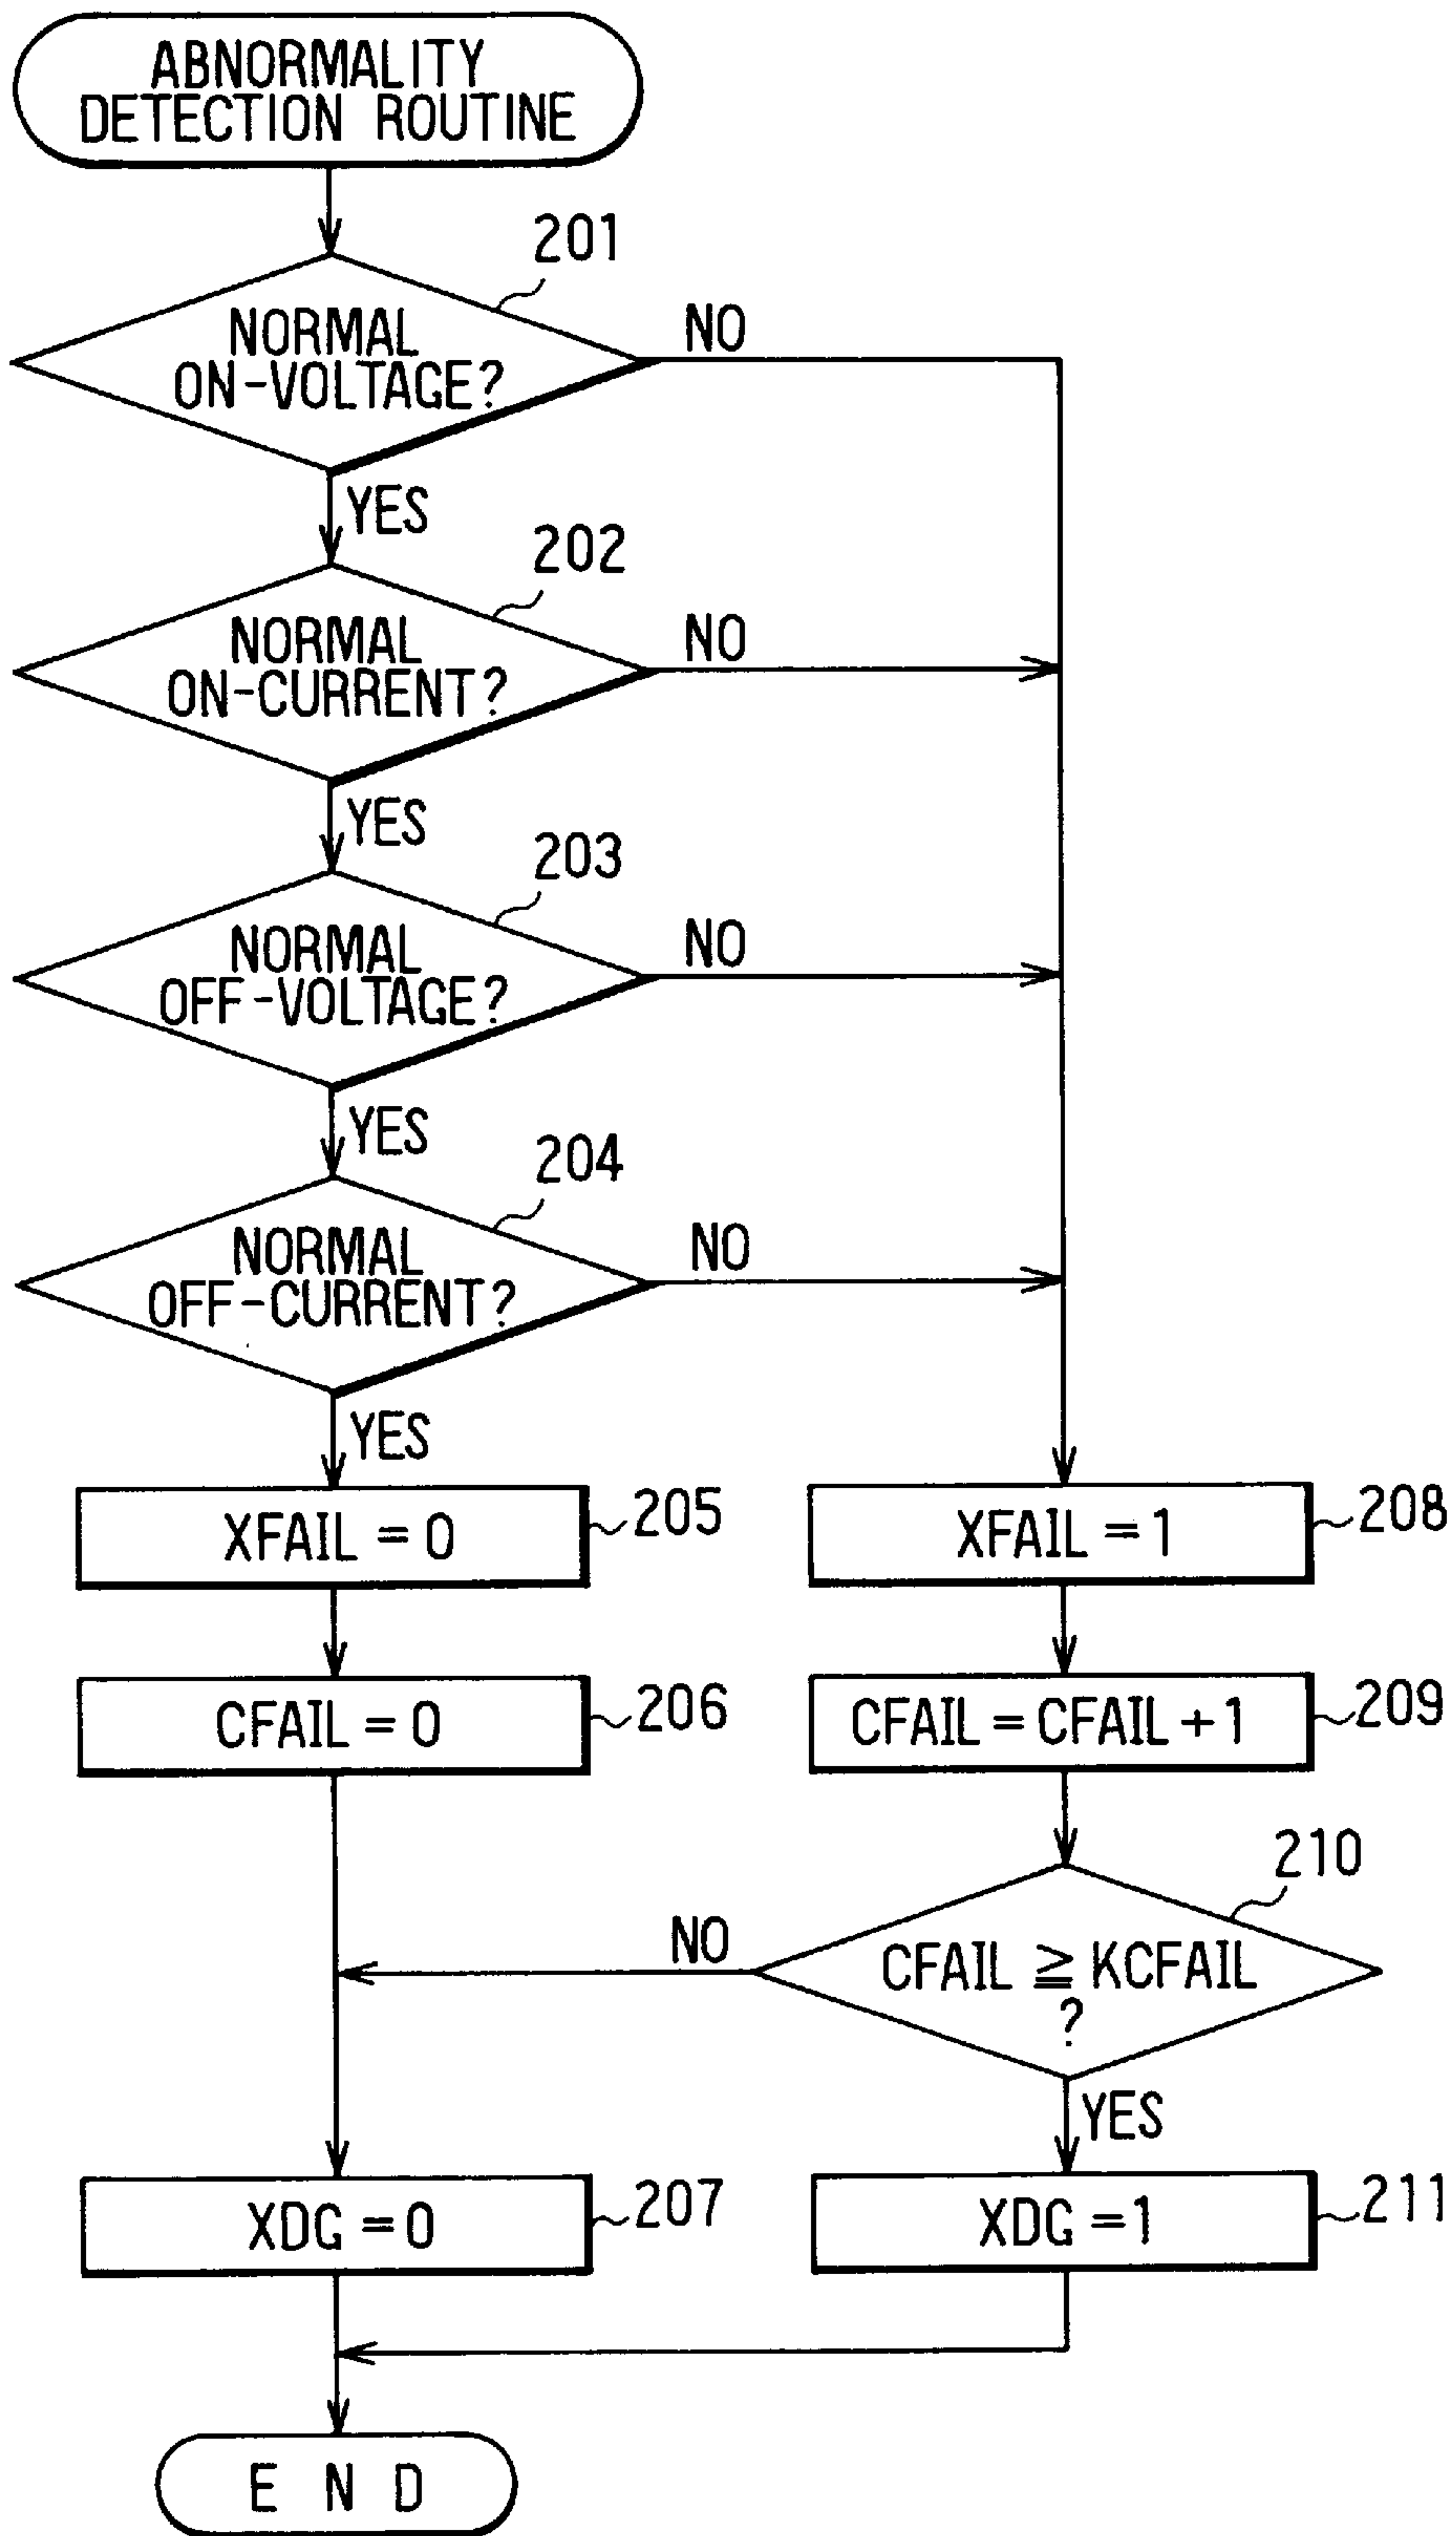 ABNORMALITY
DETECTION ROUTINE
201
NORMAL
ON-VOLTAGE?
NO
YES
202
NORMAL
ON-CURRENT?
NO
YES
203
NORMAL
OFF-VOLTAGE?
NO
YES
204
NORMAL
OFF-CURRENT?
NO
YES
XFAIL = 0
205
XFAIL = 1
208
CFAIL = 0
206
CFAIL = CFAIL + 1
209
210
NO
CFAIL ≧ KCFAIL
?
YES
XDG = 0
207
XDG = 1
211
END